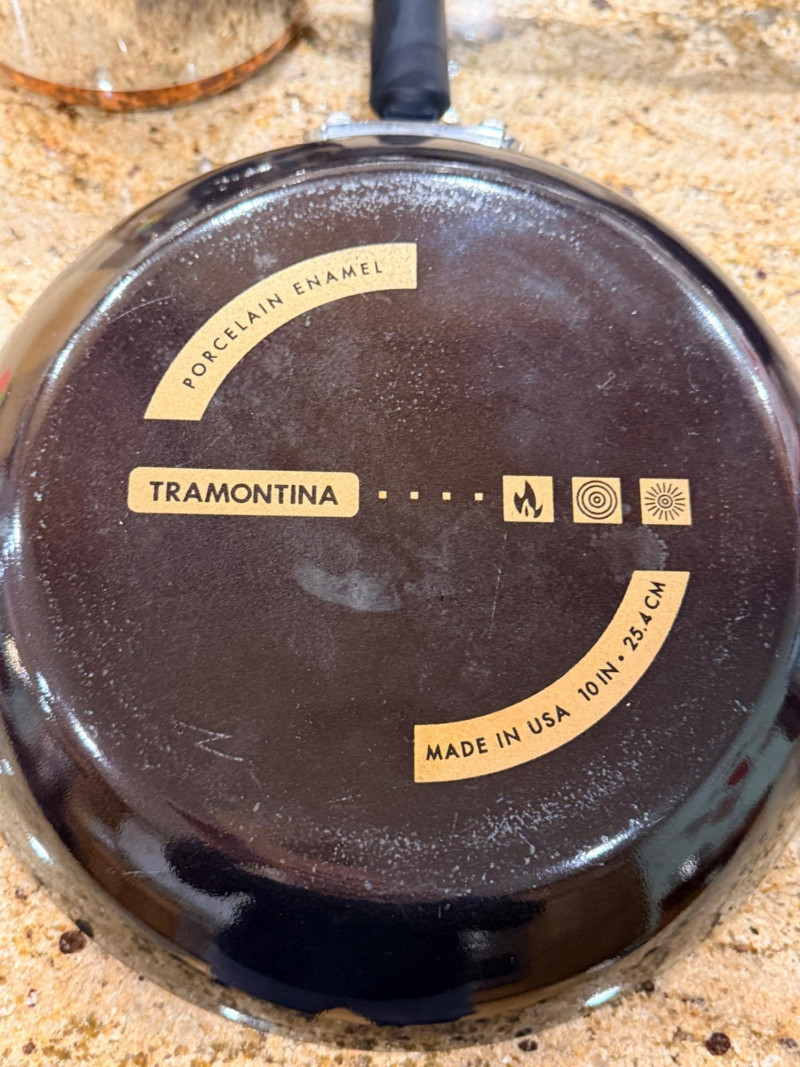 PORCELAIN ENAMEL
TRAMONTINA
MADE IN USA 10 IN • 25.4 CM